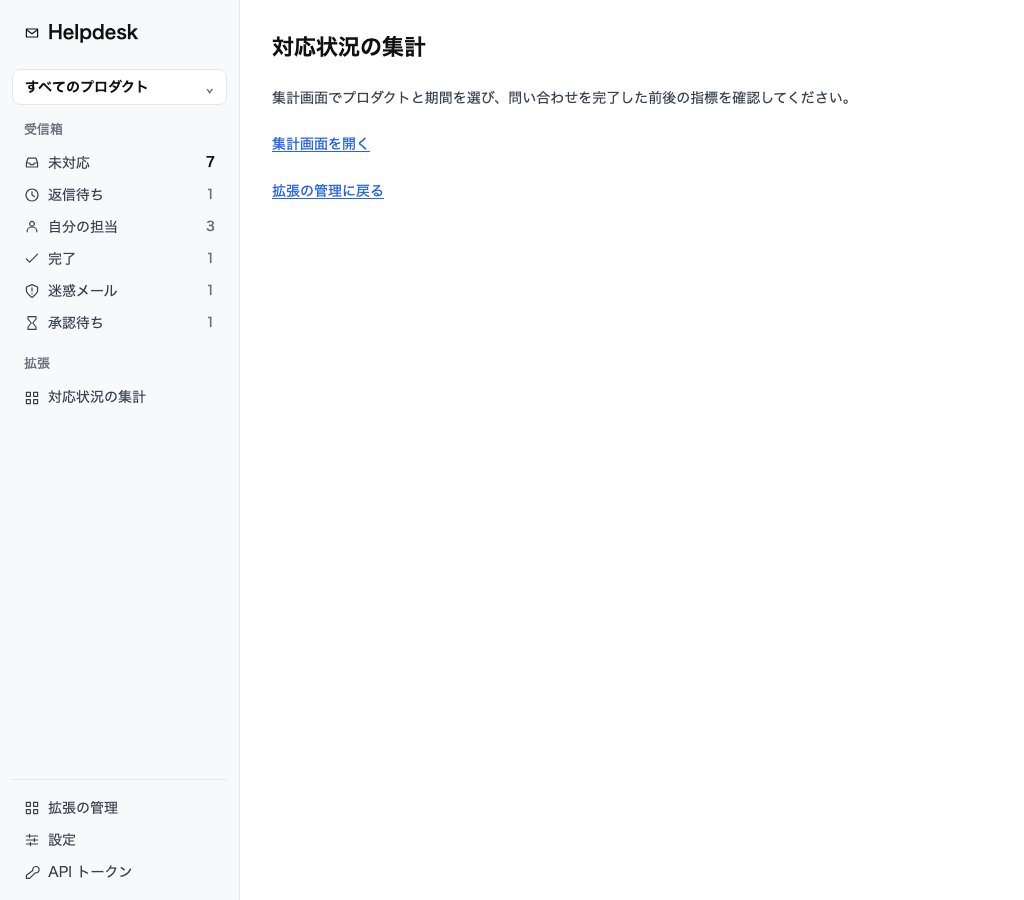 Helpdesk
すべてのプロダクト
受信箱
未対応 7
返信待ち 1
自分の担当 3
完了 1
迷惑メール 1
承認待ち 1
拡張
対応状況の集計
拡張の管理
設定
API トークン
対応状況の集計
集計画面でプロダクトと期間を選び、問い合わせを完了した前後の指標を確認してください。
集計画面を開く
拡張の管理に戻る